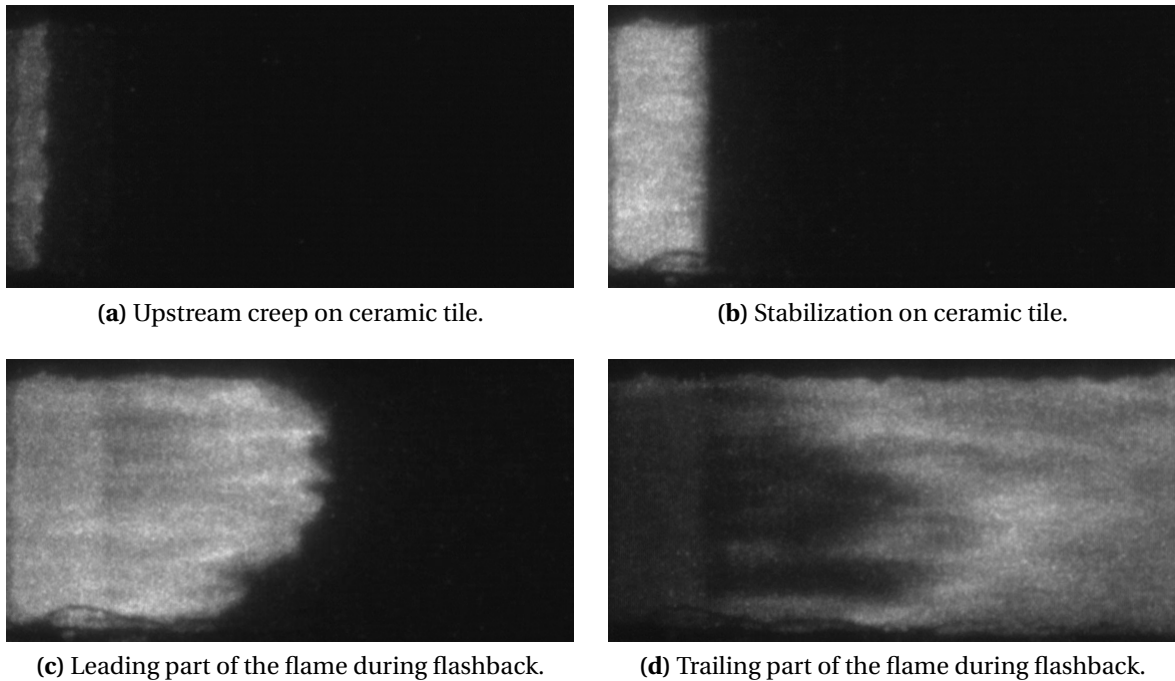 (a) Upstream creep on ceramic tile.
(b) Stabilization on ceramic tile.
(c) Leading part of the flame during flashback.
(d) Trailing part of the flame during flashback.